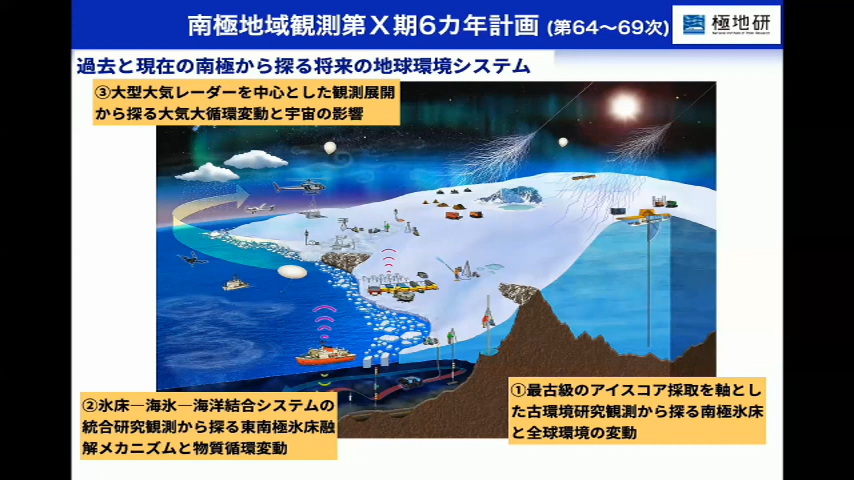 南極地域観測第Ⅹ期6カ年計画 (第64～69次)
極地研
過去と現在の南極から探る将来の地球環境システム
③大型大気レーダーを中心とした観測展開
から探る大気大循環変動と宇宙の影響
②氷床―海氷―海洋結合システムの
統合研究観測から探る東南極氷床融
解メカニズムと物質循環変動
①最古級のアイスコア採取を軸とし
た古環境研究観測から探る南極氷床
と全球環境の変動